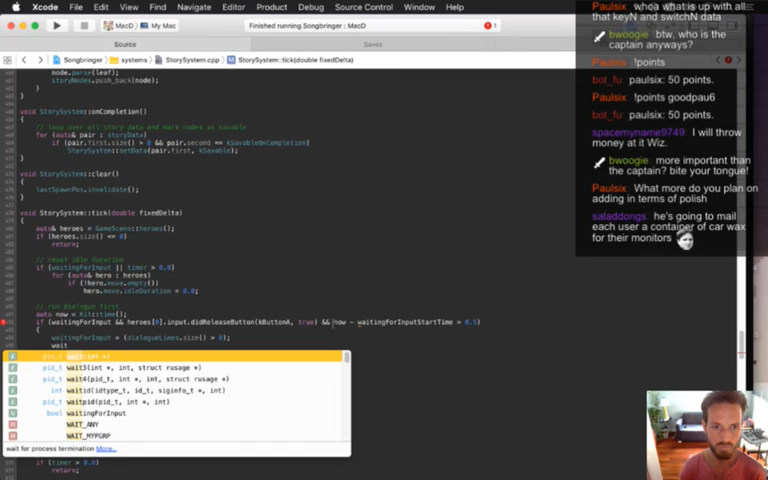 Xcode File Edit View Find Navigate Editor Product Debug Source Control Window Help
MacD My Mac
Finished running Songbringer : MacD
1
Source
Saves
Songbringer systems StorySystem.cpp StorySystem::tick(double fixedDelta)
node.parse(leaf);
storyNodes.push_back(node);
}
}
void StorySystem::onCompletion()
{
// loop over all story data and mark nodes as savable
for (auto& pair : storyData)
if (pair.first.size() > 0 && pair.second == kSavableOnCompletion)
StorySystem::setData(pair.first, kSavable);
}
void StorySystem::clear()
{
lastSpawnPos.invalidate();
}
void StorySystem::tick(double fixedDelta)
{
auto& heroes = GameScene::heroes();
if (heroes.size() <= 0)
return;
// reset idle duration
if (waitingForInput || timer > 0.0)
for (auto& hero : heroes)
if (!hero.move.empty())
hero.move.idleDuration = 0.0;
// run dialogue first
auto now = Kit::time();
if (waitingForInput && heroes[0].input.didReleaseButton(kButtonA, true) && now - waitingForInputStartTime > 0.5)
{
waitingForInput = (dialogueLines.size() > 0);
wait
pid_t wait(int *)
pid_t wait3(int *, int, struct rusage *)
pid_t wait4(pid_t, int *, int, struct rusage *)
int waitid(idtype_t, id_t, siginfo_t *, int)
pid_t waitpid(pid_t, int *, int)
bool waitingForInput
WAIT_ANY
WAIT_MYPGRP
wait for process termination More...
if (timer > 0.0)
return;
Paulsix: whoa what is up with all
that keyN and switchN data
bwoogie: btw, who is the
captain anyways?
Paulsix: !points
bot_fu: paulsix: 50 points.
Paulsix: !points goodpau6
bot_fu: paulsix: 50 points.
spacemyname9749: I will throw
money at it Wiz.
bwoogie: more important than
the captain? bite your tongue!
Paulsix: What more do you plan on
adding in terms of polish
saladdongs: he's going to mail
each user a container of car wax
for their monitors